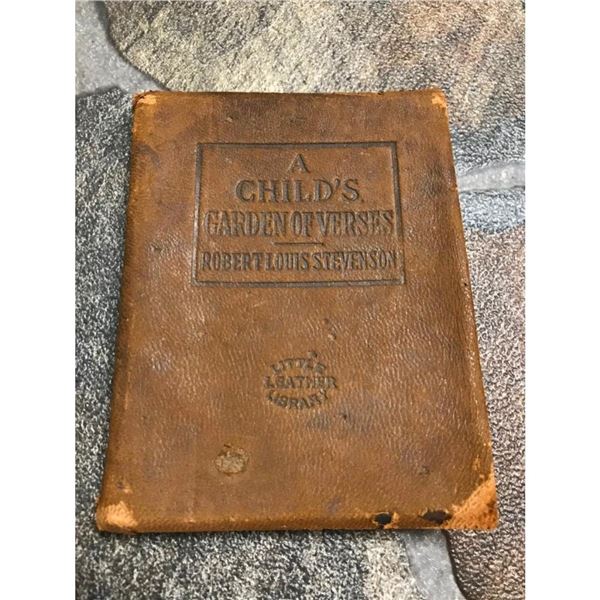 A
CHILD'S
GARDEN OF VERSES
ROBERT LOUIS STEVENSON
LITTLE
LEATHER
LIBRARY